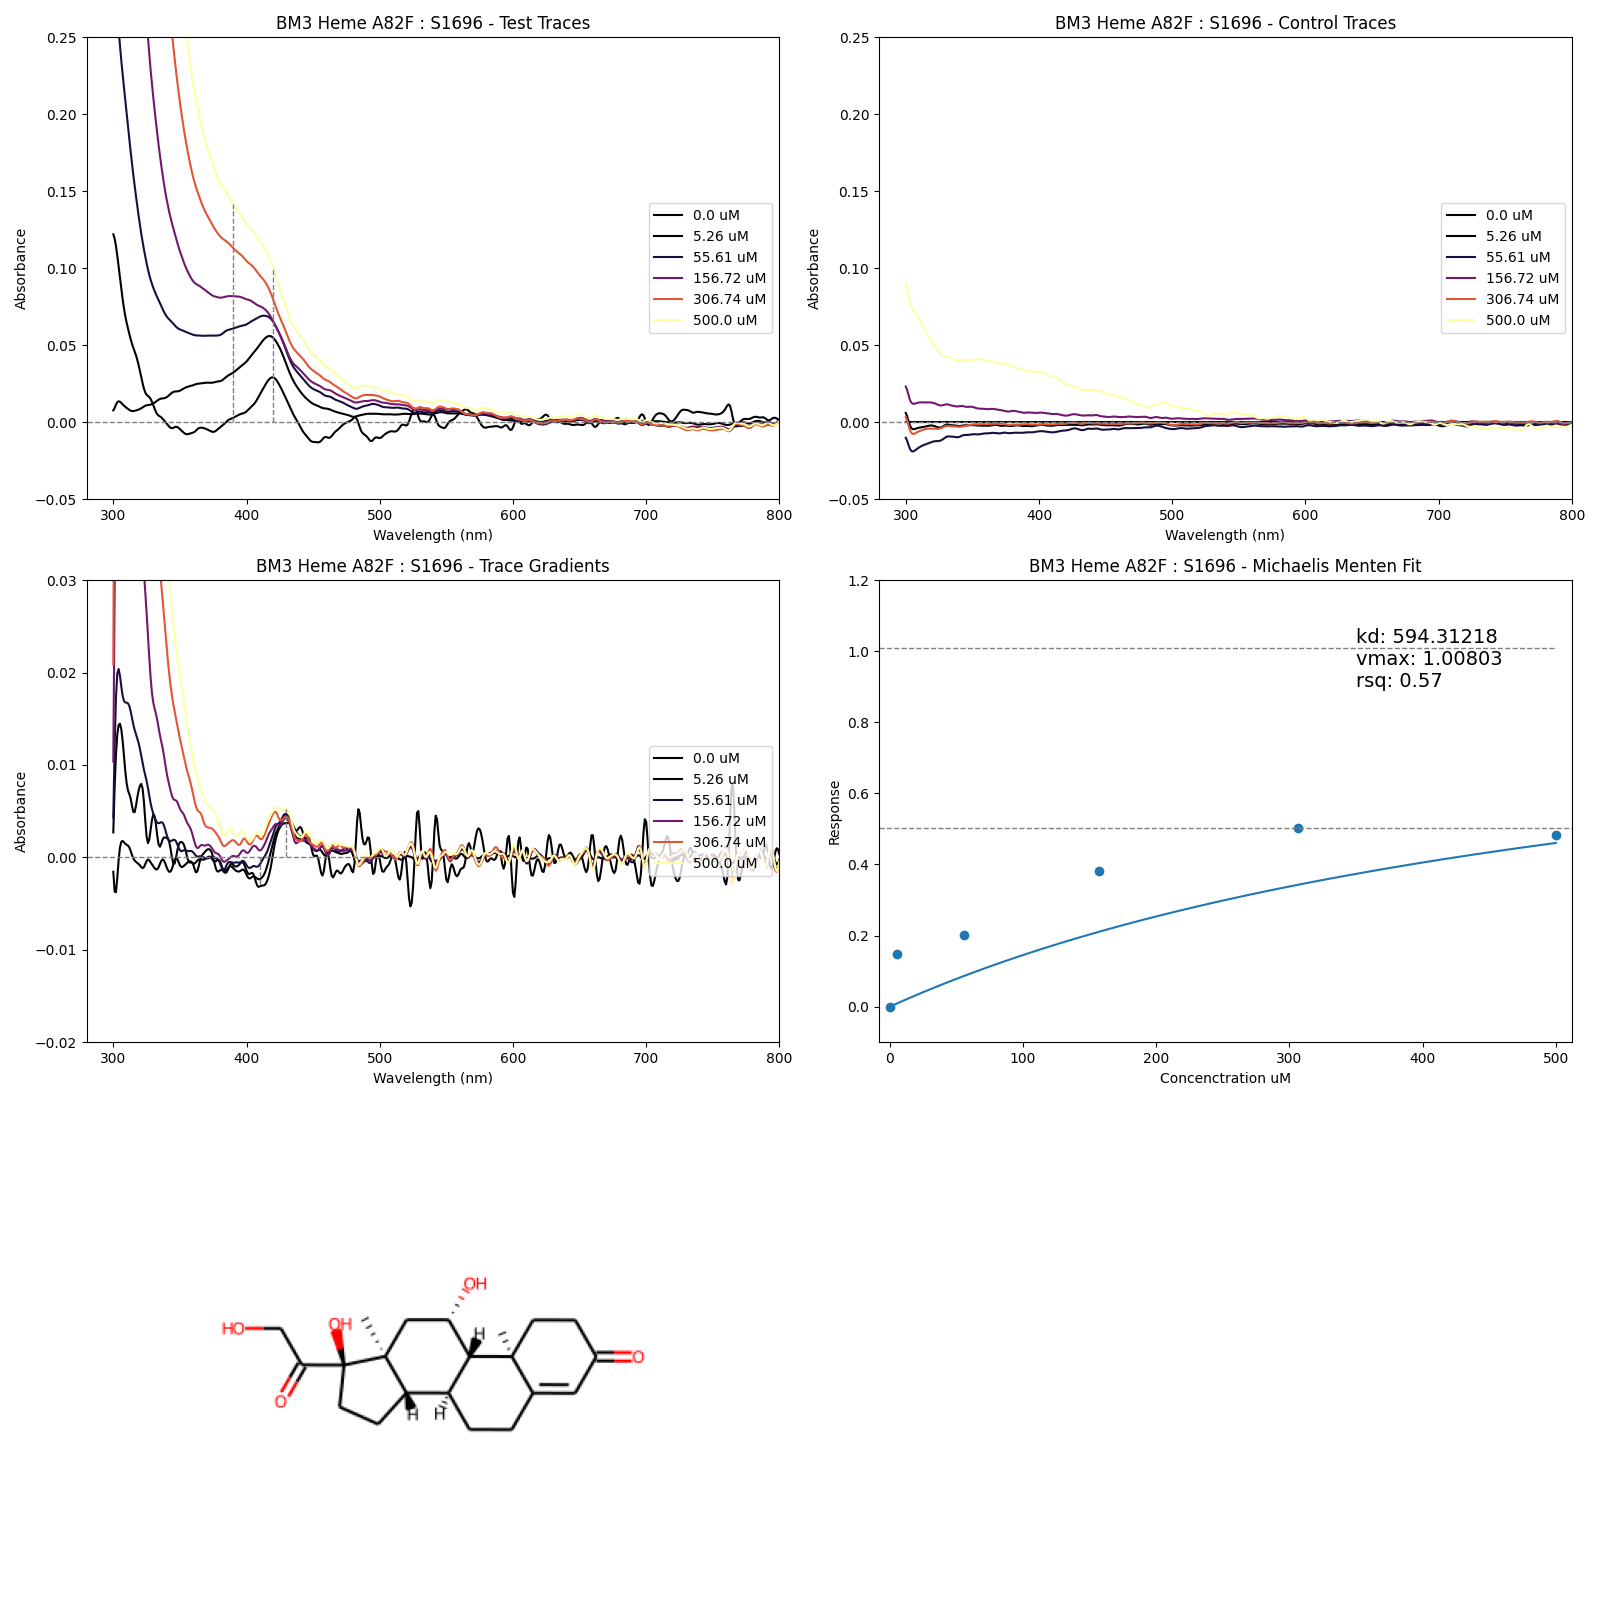 BM3 Heme A82F : S1696 - Test Traces
0.25
0.20
0.15
0.10
0.05
0.00
−0.05
Absorbance
300 400 500 600 700 800
Wavelength (nm)
0.0 uM
5.26 uM
55.61 uM
156.72 uM
306.74 uM
500.0 uM
BM3 Heme A82F : S1696 - Control Traces
0.25
0.20
0.15
0.10
0.05
0.00
−0.05
Absorbance
300 400 500 600 700 800
Wavelength (nm)
0.0 uM
5.26 uM
55.61 uM
156.72 uM
306.74 uM
500.0 uM
BM3 Heme A82F : S1696 - Trace Gradients
0.03
0.02
0.01
0.00
−0.01
−0.02
Absorbance
300 400 500 600 700 800
Wavelength (nm)
0.0 uM
5.26 uM
55.61 uM
156.72 uM
306.74 uM
500.0 uM
BM3 Heme A82F : S1696 - Michaelis Menten Fit
1.2
1.0
0.8
0.6
0.4
0.2
0.0
Response
0 100 200 300 400 500
Concenctration uM
kd: 594.31218
vmax: 1.00803
rsq: 0.57
OH
HO
OH
H
O
O
H
H